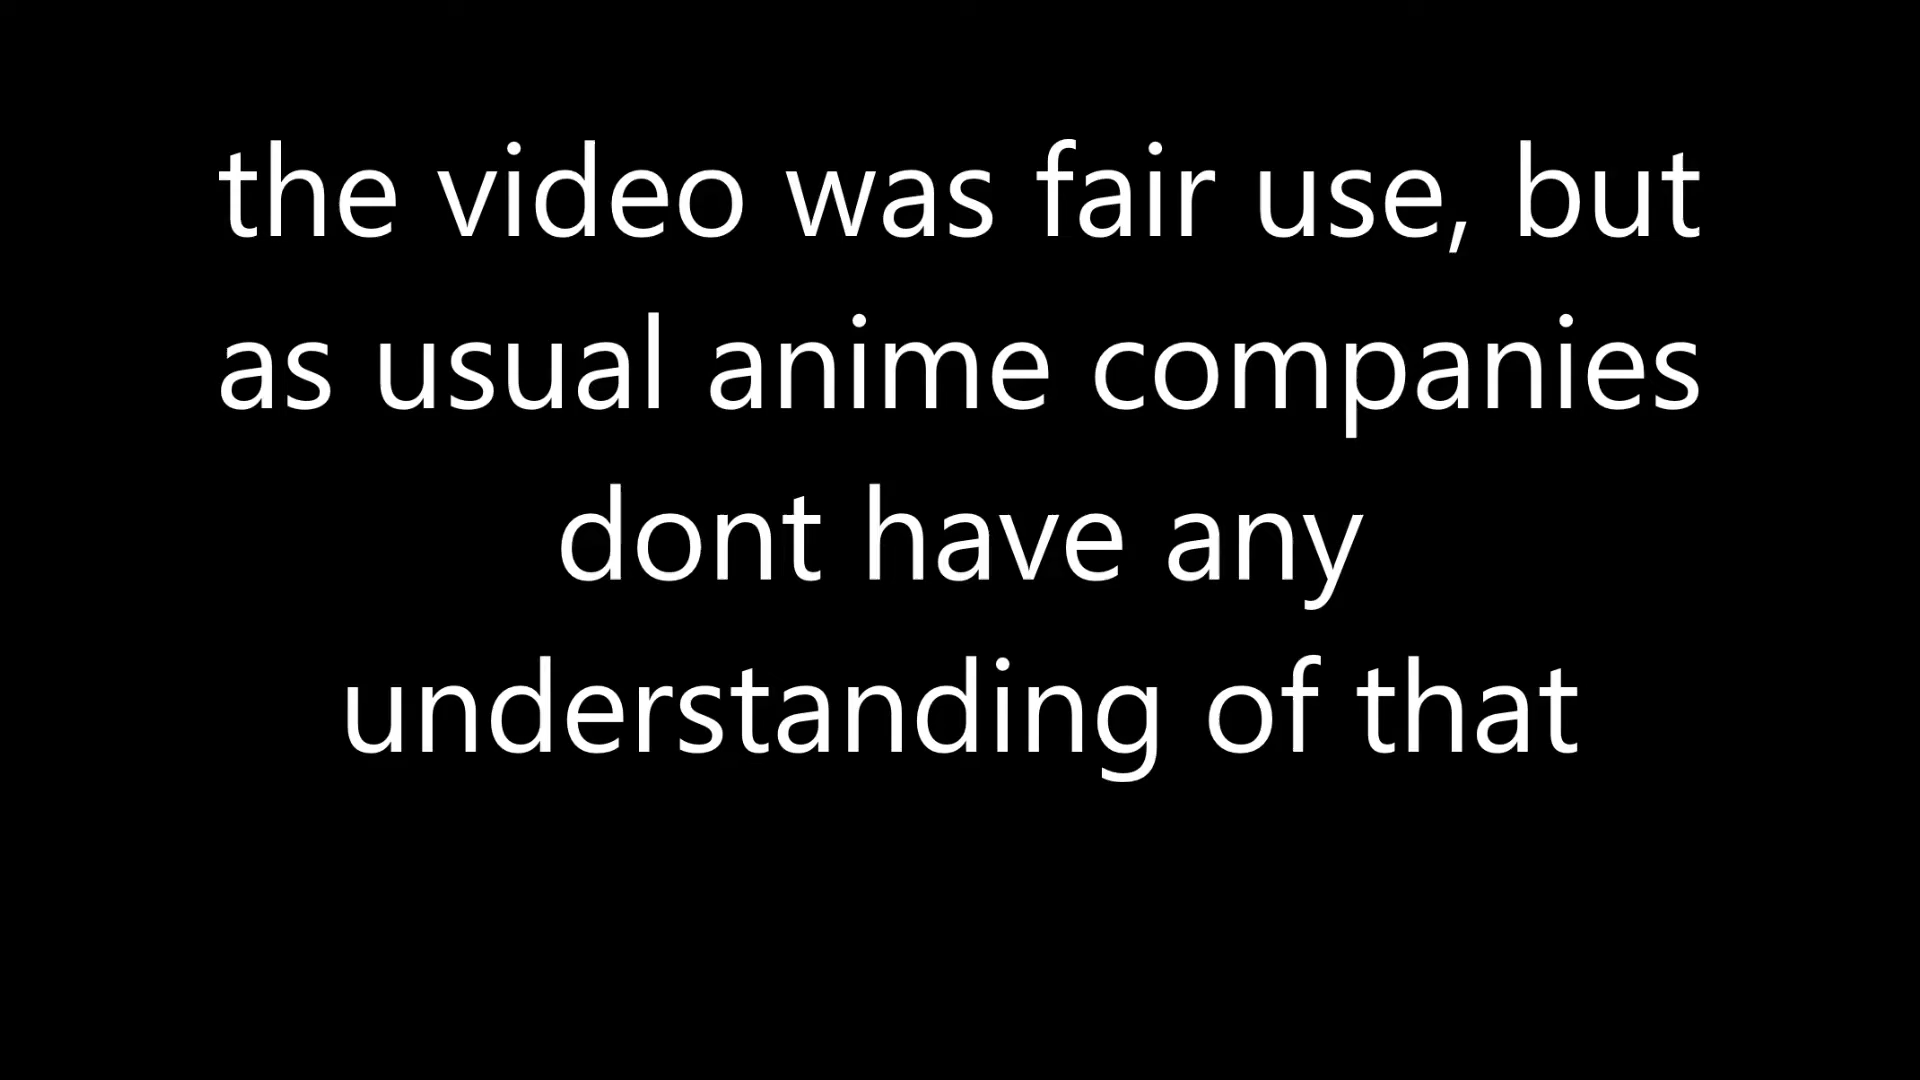 the video was fair use, but
as usual anime companies
dont have any
understanding of that